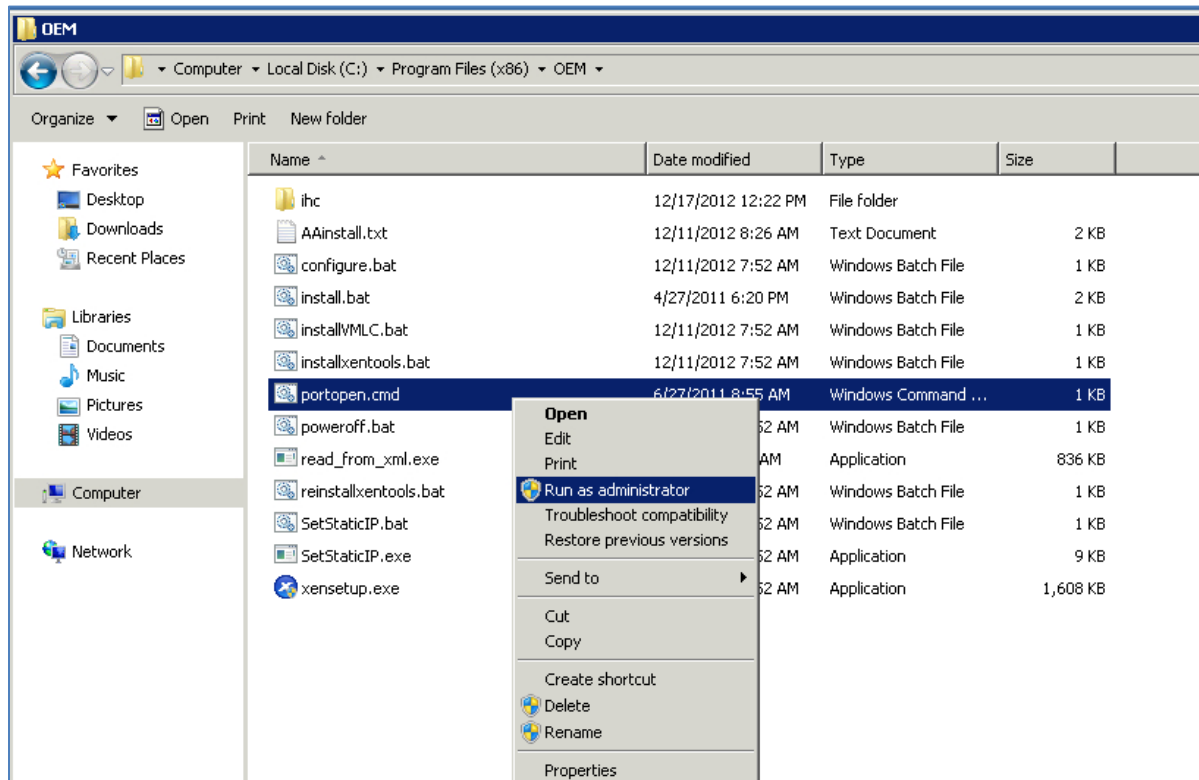 OEM
Computer Local Disk (C:) Program Files (x86) OEM
Organize Open Print New folder
Favorites
Desktop
Downloads
Recent Places
Libraries
Documents
Music
Pictures
Videos
Computer
Network
Name Date modified Type Size
ihc 12/17/2012 12:22 PM File folder
AAinstall.txt 12/11/2012 8:26 AM Text Document 2 KB
configure.bat 12/11/2012 7:52 AM Windows Batch File 1 KB
install.bat 4/27/2011 6:20 PM Windows Batch File 2 KB
installVMLC.bat 12/11/2012 7:52 AM Windows Batch File 1 KB
installxentools.bat 12/11/2012 7:52 AM Windows Batch File 1 KB
portopen.cmd 6/27/2011 8:55 AM Windows Command ... 1 KB
poweroff.bat 52 AM Windows Batch File 1 KB
read_from_xml.exe AM Application 836 KB
reinstallxentools.bat 52 AM Windows Batch File 1 KB
SetStaticIP.bat 52 AM Windows Batch File 1 KB
SetStaticIP.exe 52 AM Application 9 KB
xensetup.exe 52 AM Application 1,608 KB
Open
Edit
Print
Run as administrator
Troubleshoot compatibility
Restore previous versions
Send to
Cut
Copy
Create shortcut
Delete
Rename
Properties